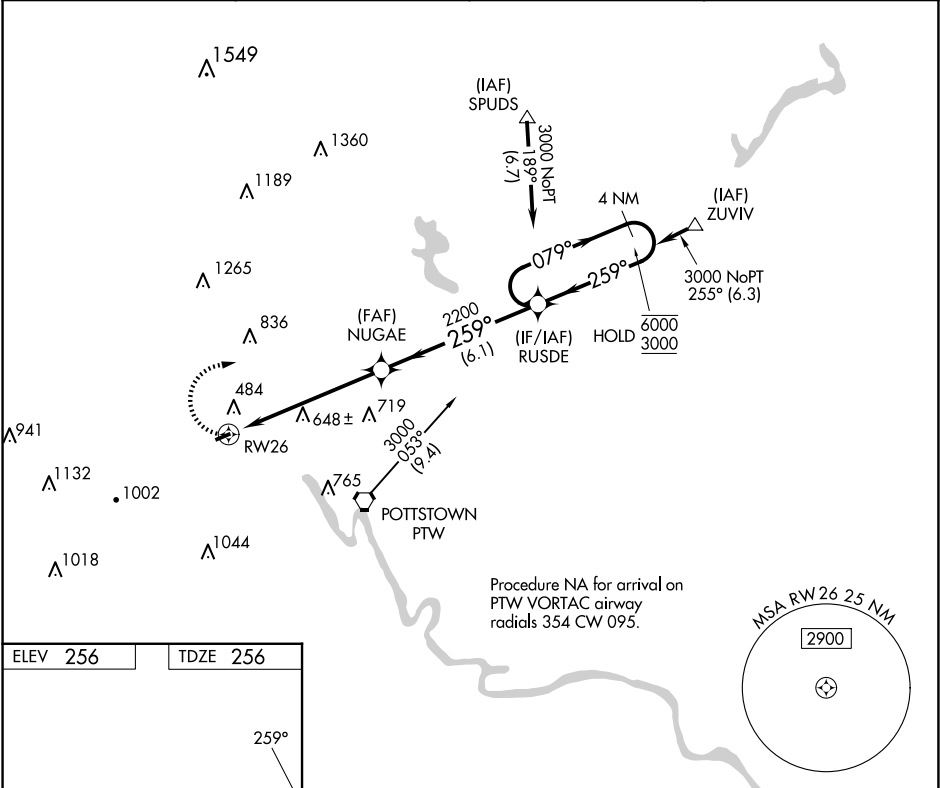 1549
1360
1189
1265
836
484
648 ±
719
765
941
1132
1002
1018
1044
(IAF)
SPUDS
3000 NoPT
189°
(6.7)
4 NM
(IAF)
ZUVIV
3000 NoPT
255° (6.3)
079°
259°
HOLD
6000
3000
(IF/IAF)
RUSDE
2200
259°
(6.1)
(FAF)
NUGAE
RW26
3000
053°
(9.4)
POTTSTOWN
PTW
Procedure NA for arrival on
PTW VORTAC airway
radials 354 CW 095.
MSA RW 26 25 NM
2900
ELEV 256
TDZE 256
259°